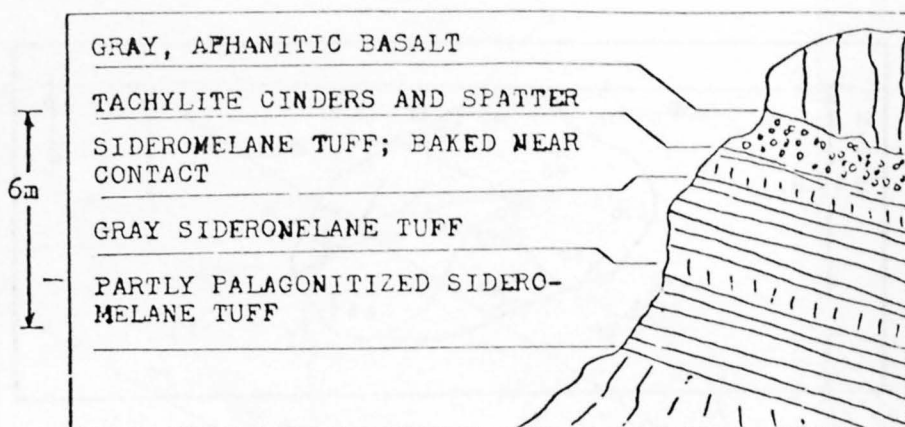 GRAY, APHANITIC BASALT
TACHYLITE CINDERS AND SPATTER
SIDEROMELANE TUFF; BAKED NEAR
CONTACT
6m
GRAY SIDEROMELANE TUFF
PARTLY PALAGONITIZED SIDERO-
MELANE TUFF